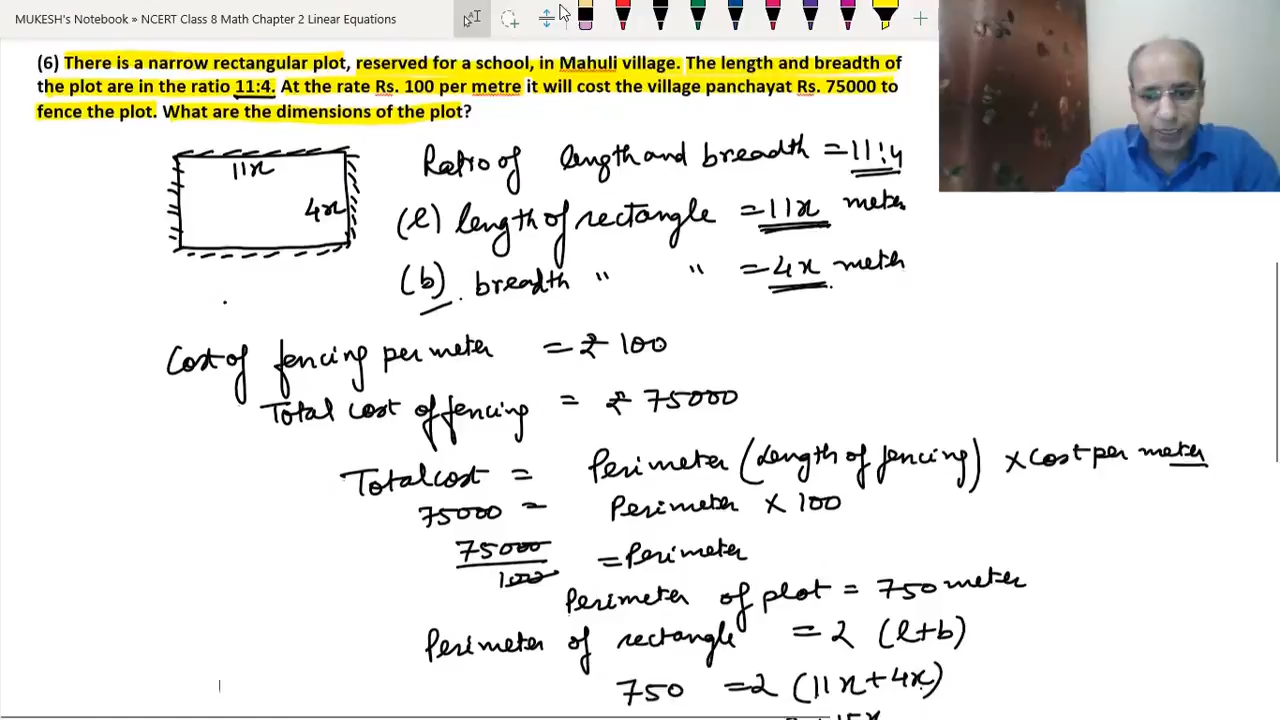 MUKESH's Notebook » NCERT Class 8 Math Chapter 2 Linear Equations
(6) There is a narrow rectangular plot, reserved for a school, in Mahuli village. The length and breadth of
the plot are in the ratio 11:4. At the rate Rs. 100 per metre it will cost the village panchayat Rs. 75000 to
fence the plot. What are the dimensions of the plot?
11x
4x
Ratio of length and breadth = 11:4
(l) length of rectangle = 11x meter
(b) breadth " " = 4x meter
Cost of fencing per meter = ₹ 100
Total cost of fencing = ₹ 75000
Total cost = Perimeter (Length of fencing) × Cost per meter
75000 = Perimeter × 100
75000/100 = Perimeter
Perimeter of plot = 750 meter
Perimeter of rectangle = 2 (l+b)
750 = 2 (11x+4x)